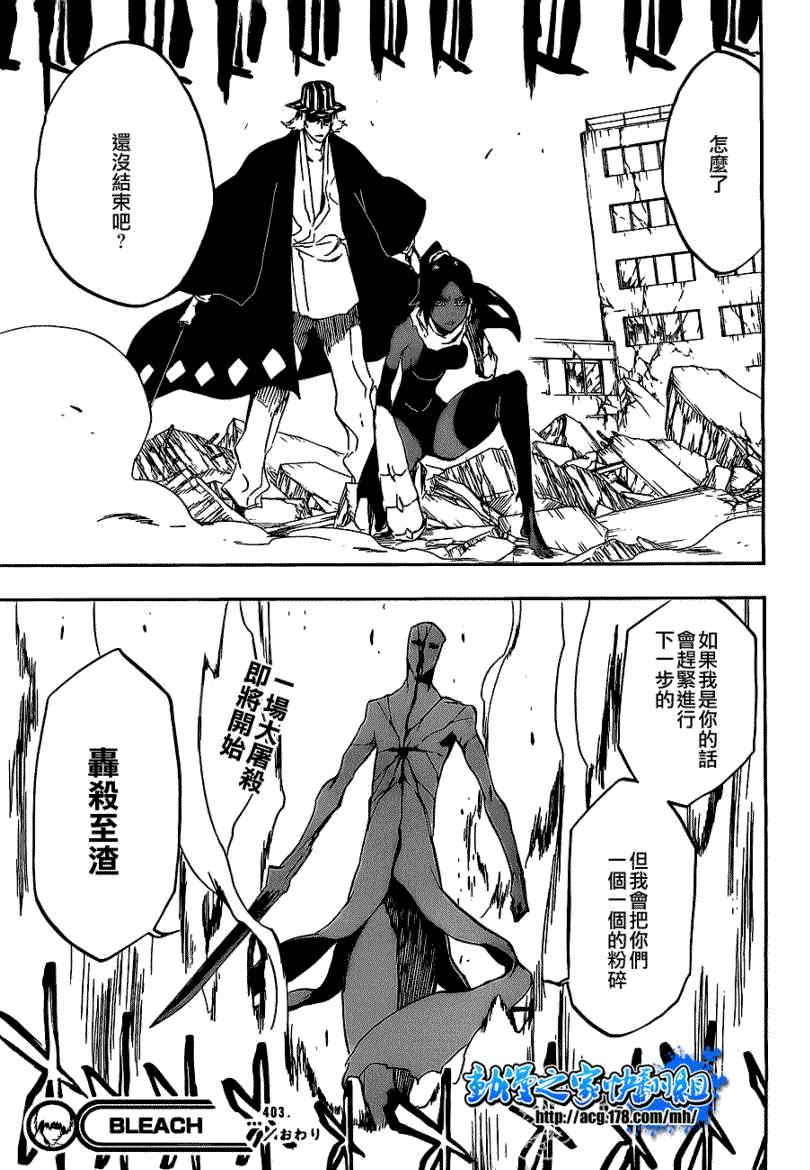 怎麼了
還沒結束吧？
如果我是你的話
會趕緊進行
下一步的
但我會把你們
一個一個的粉碎
一場大屠殺
即將開始
轟殺至渣
BLEACH
403.
おわり
動漫之家汉化组
http://acg.178.com/mh/